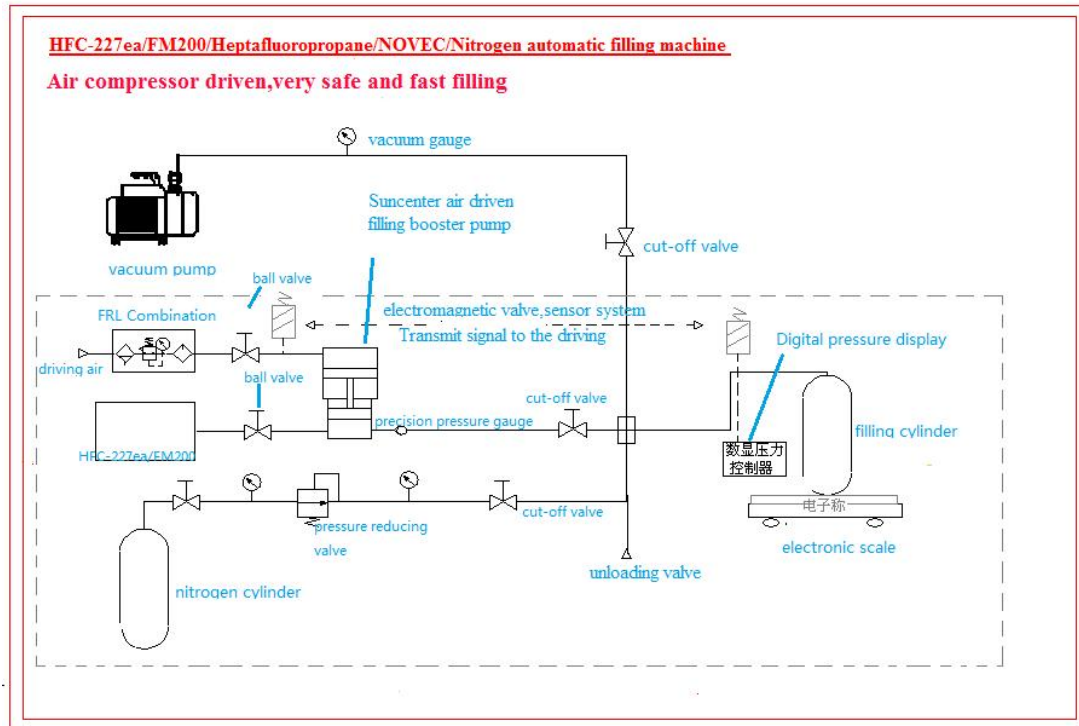 HFC-227ea/FM200/Heptafluoropropane/NOVEC/Nitrogen automatic filling machine
Air compressor driven,very safe and fast filling
vacuum gauge
Suncenter air driven
filling booster pump
cut-off valve
vacuum pump
ball valve
FRL Combination
electromagnetic valve,sensor system
Transmit signal to the driving
Digital pressure display
driving air
ball valve
cut-off valve
precision pressure gauge
filling cylinder
HFC-227ea/FM200
数显压力
控制器
电子称
cut-off valve
pressure reducing
valve
electronic scale
unloading valve
nitrogen cylinder